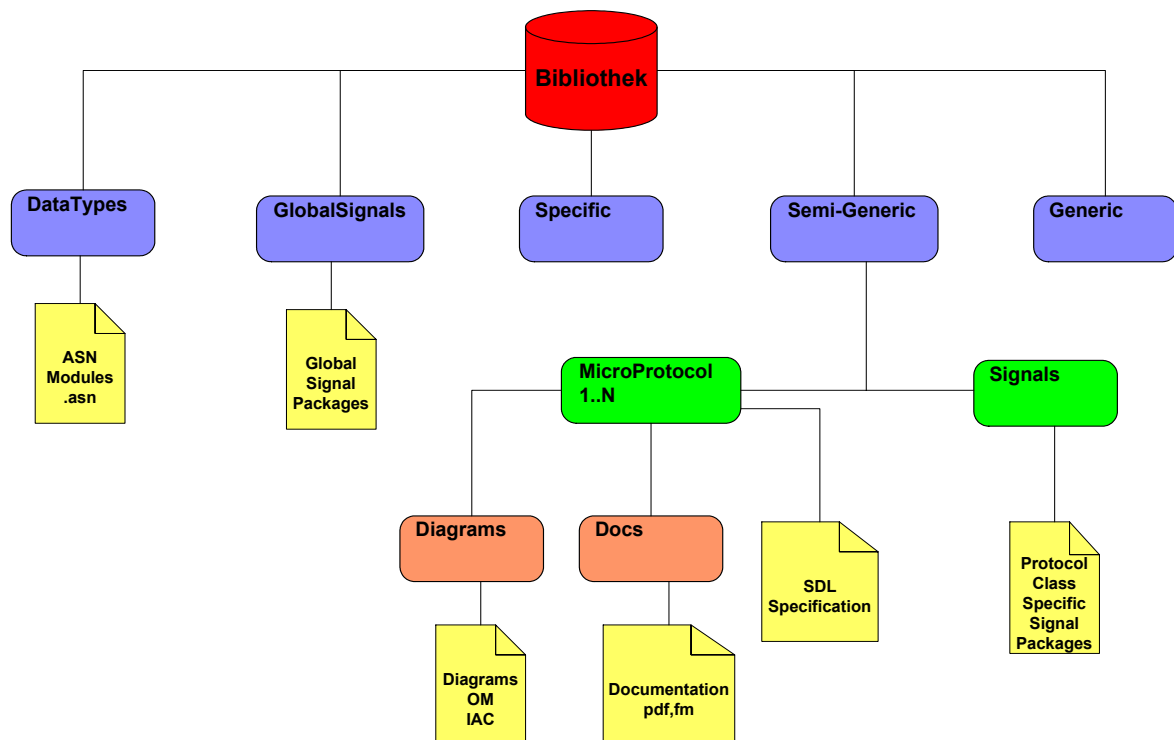 Bibliothek
DataTypes
GlobalSignals
Specific
Semi-Generic
Generic
ASN
Modules
.asn
Global
Signal
Packages
MicroProtocol
1..N
Signals
Diagrams
Docs
SDL
Specification
Protocol
Class
Specific
Signal
Packages
Diagrams
OM
IAC
Documentation
pdf,fm